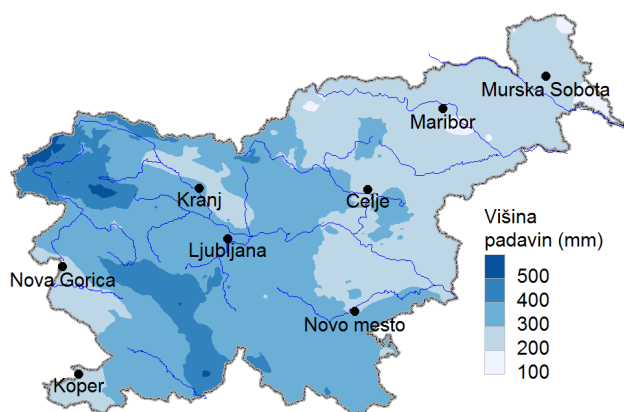 Murska Sobota
Maribor
Kranj
Celje
Ljubljana
Nova Gorica
Novo mesto
Koper
Višina
padavin (mm)
500
400
300
200
100